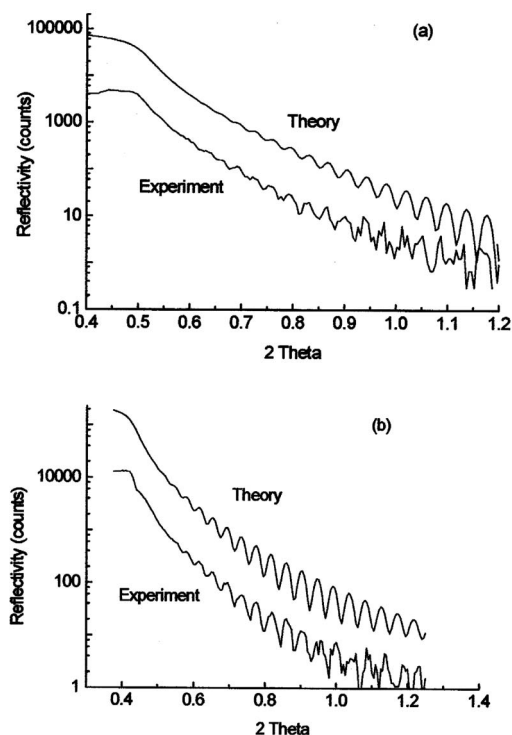 (a)
100000
1000
10
0.1
Reflectivity (counts)
Theory
Experiment
0.4 0.5 0.6 0.7 0.8 0.9 1.0 1.1 1.2
2 Theta
(b)
10000
100
1
Reflectivity (counts)
Theory
Experiment
0.4 0.6 0.8 1.0 1.2 1.4
2 Theta